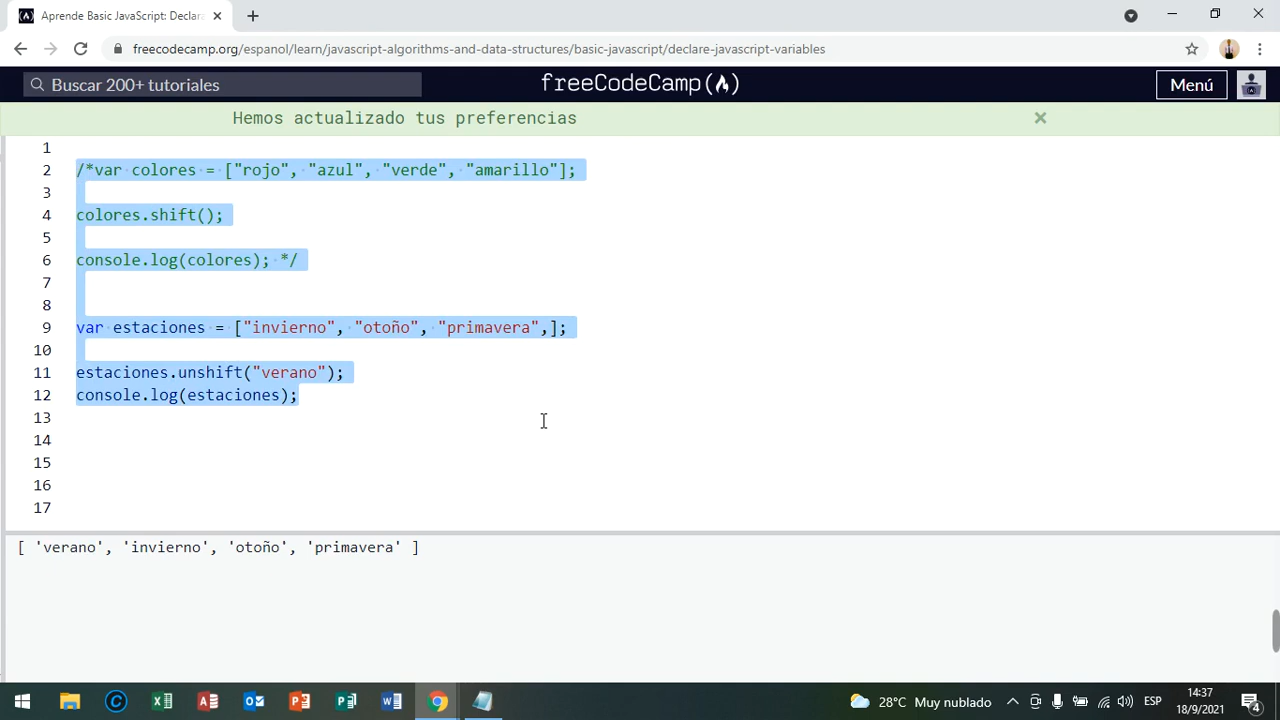 Aprende Basic JavaScript: Declara
freecodecamp.org/espanol/learn/javascript-algorithms-and-data-structures/basic-javascript/declare-javascript-variables
Buscar 200+ tutoriales
freeCodeCamp
Menú
Hemos actualizado tus preferencias
1
2 /*var colores = ["rojo", "azul", "verde", "amarillo"];
3
4 colores.shift();
5
6 console.log(colores); */
7
8
9 var estaciones = ["invierno", "otoño", "primavera",];
10
11 estaciones.unshift("verano");
12 console.log(estaciones);
13
14
15
16
17
[ 'verano', 'invierno', 'otoño', 'primavera' ]
28°C Muy nublado
ESP
14:37
18/9/2021
4